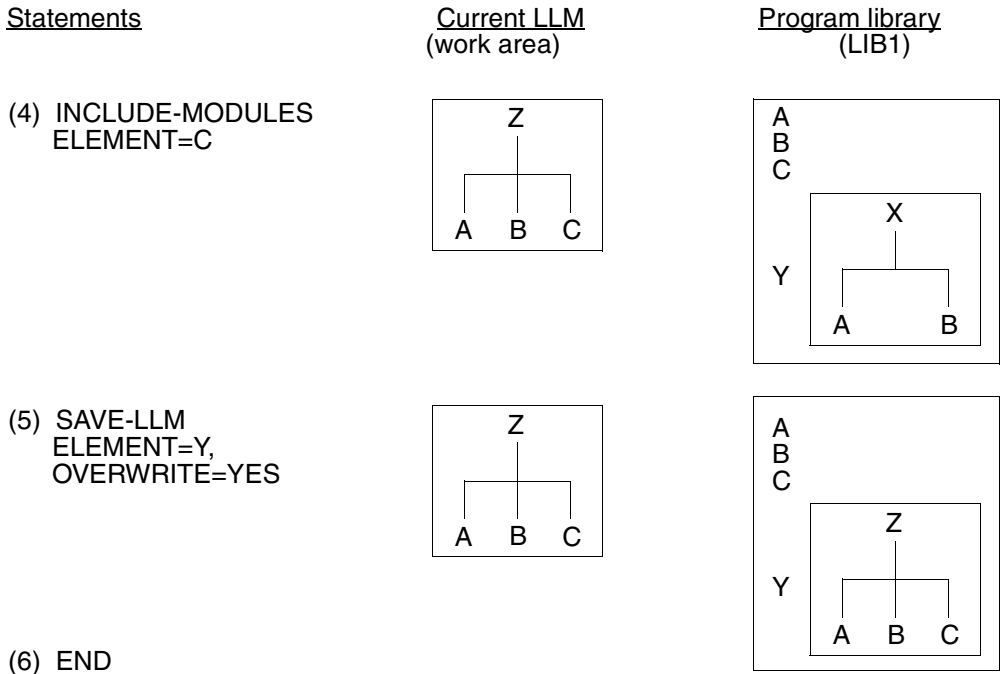 Statements Current LLM Program library
(work area) (LIB1)
(4) INCLUDE-MODULES
ELEMENT=C
Z
A B C
A
B
C
X
Y
A B
(5) SAVE-LLM
ELEMENT=Y,
OVERWRITE=YES
Z
A B C
A
B
C
Z
Y
A B C
(6) END